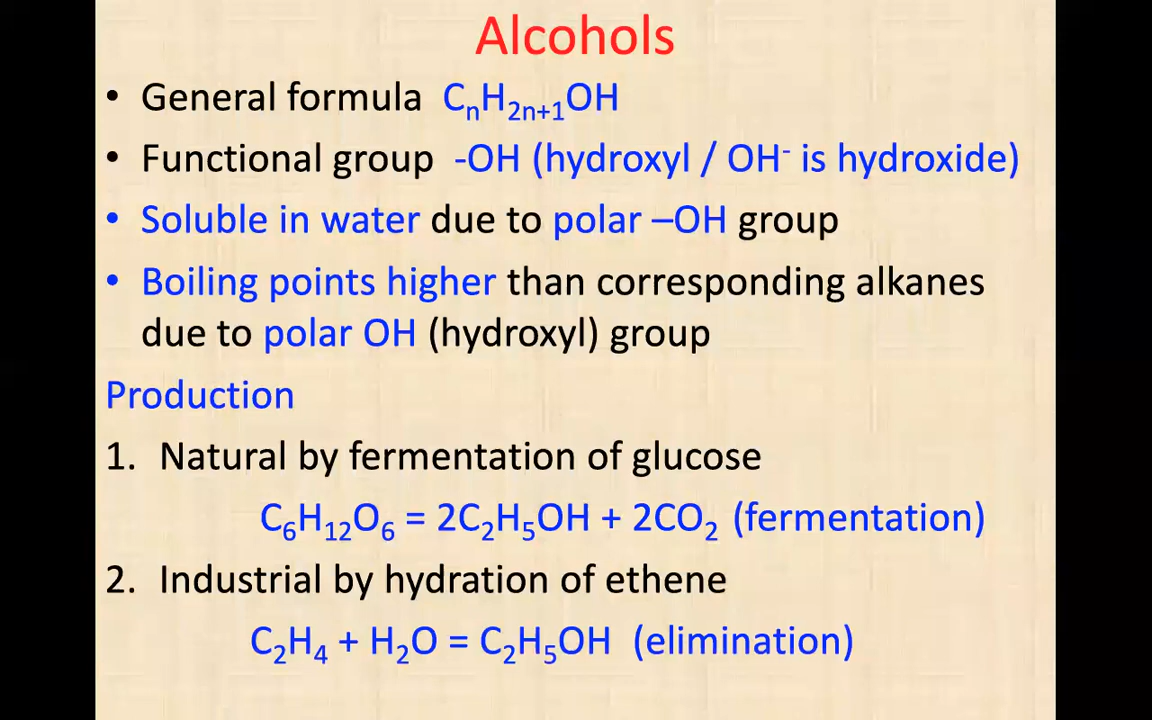 Alcohols
• General formula CₙH₂ₙ₊₁OH
• Functional group -OH (hydroxyl / OH⁻ is hydroxide)
• Soluble in water due to polar –OH group
• Boiling points higher than corresponding alkanes
due to polar OH (hydroxyl) group
Production
1. Natural by fermentation of glucose
C₆H₁₂O₆ = 2C₂H₅OH + 2CO₂ (fermentation)
2. Industrial by hydration of ethene
C₂H₄ + H₂O = C₂H₅OH (elimination)